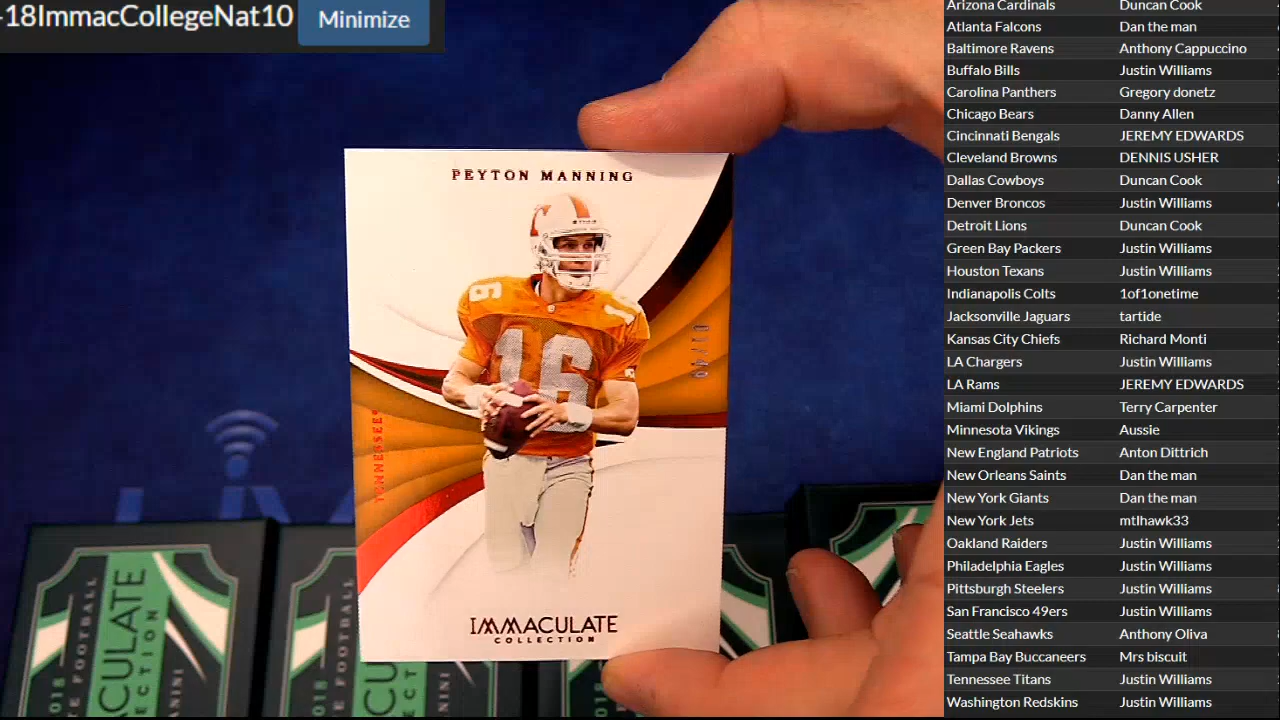 -18ImmacCollegeNat10
Minimize
PEYTON MANNING
16
16
TENNESSEE
IMMACULATE
COLLECTION
2018
FOOTBALL
PANINI
Arizona Cardinals Duncan Cook
Atlanta Falcons Dan the man
Baltimore Ravens Anthony Cappuccino
Buffalo Bills Justin Williams
Carolina Panthers Gregory donetz
Chicago Bears Danny Allen
Cincinnati Bengals JEREMY EDWARDS
Cleveland Browns DENNIS USHER
Dallas Cowboys Duncan Cook
Denver Broncos Justin Williams
Detroit Lions Duncan Cook
Green Bay Packers Justin Williams
Houston Texans Justin Williams
Indianapolis Colts 1of1onetime
Jacksonville Jaguars tartide
Kansas City Chiefs Richard Monti
LA Chargers Justin Williams
LA Rams JEREMY EDWARDS
Miami Dolphins Terry Carpenter
Minnesota Vikings Aussie
New England Patriots Anton Dittrich
New Orleans Saints Dan the man
New York Giants Dan the man
New York Jets mtlhawk33
Oakland Raiders Justin Williams
Philadelphia Eagles Justin Williams
Pittsburgh Steelers Justin Williams
San Francisco 49ers Justin Williams
Seattle Seahawks Anthony Oliva
Tampa Bay Buccaneers Mrs biscuit
Tennessee Titans Justin Williams
Washington Redskins Justin Williams